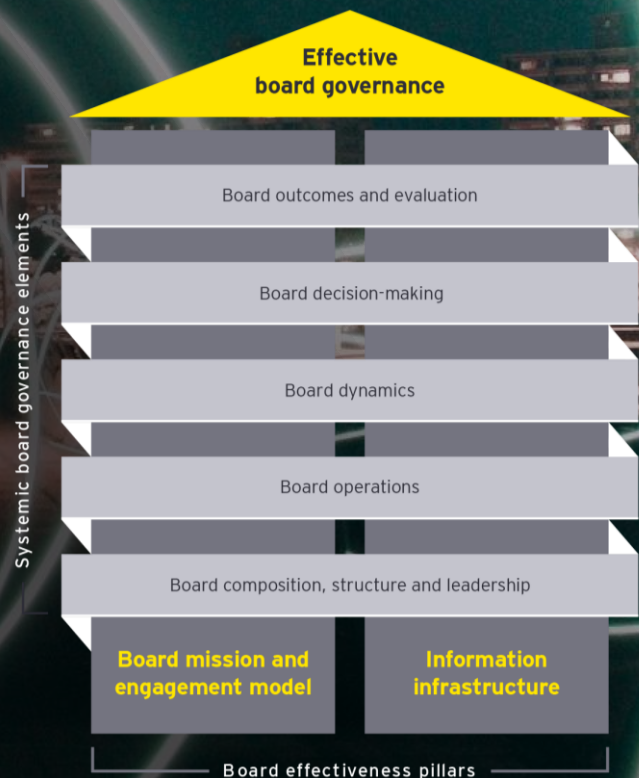 Effective
board governance
Systemic board governance elements
Board outcomes and evaluation
Board decision-making
Board dynamics
Board operations
Board composition, structure and leadership
Board mission and
engagement model
Information
infrastructure
Board effectiveness pillars